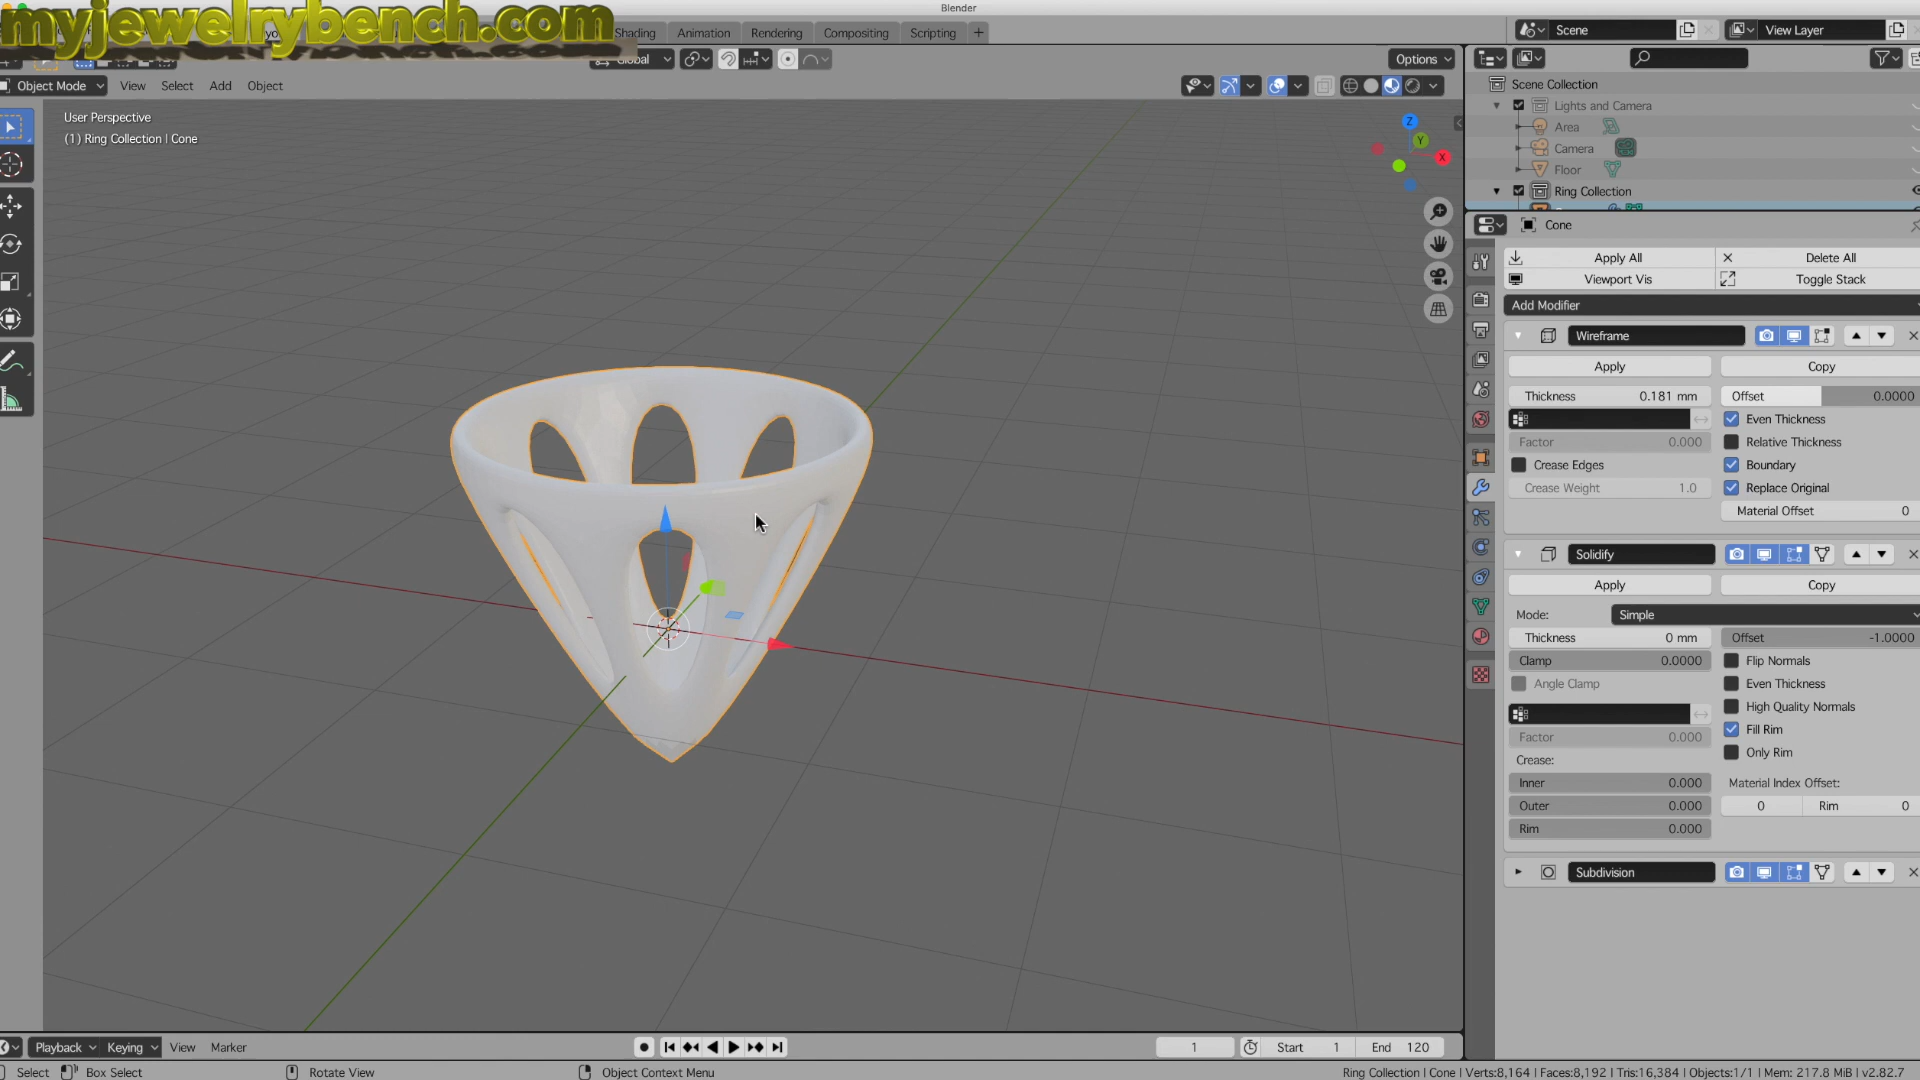 Blender
myjewelrybench.com
Shading Animation Rendering Compositing Scripting +
Scene View Layer
Global Options
Object Mode View Select Add Object
User Perspective
(1) Ring Collection | Cone
Z
Y
X
Scene Collection
Lights and Camera
Area
Camera
Floor
Ring Collection
Cone
Apply All Delete All
Viewport Vis Toggle Stack
Add Modifier
Wireframe
Apply Copy
Thickness 0.181 mm Offset 0.0000
Even Thickness
Factor 0.000 Relative Thickness
Crease Edges Boundary
Crease Weight 1.0 Replace Original
Material Offset 0
Solidify
Apply Copy
Mode: Simple
Thickness 0 mm Offset -1.0000
Clamp 0.0000 Flip Normals
Angle Clamp Even Thickness
High Quality Normals
Factor 0.000 Fill Rim
Crease: Only Rim
Inner 0.000 Material Index Offset:
Outer 0.000 0 Rim 0
Rim 0.000
Subdivision
Playback Keying View Marker 1 Start 1 End 120
Select Box Select Rotate View Object Context Menu Ring Collection | Cone | Verts:8,164 | Faces:8,192 | Tris:16,384 | Objects:1/1 | Mem: 217.8 MiB | v2.82.7